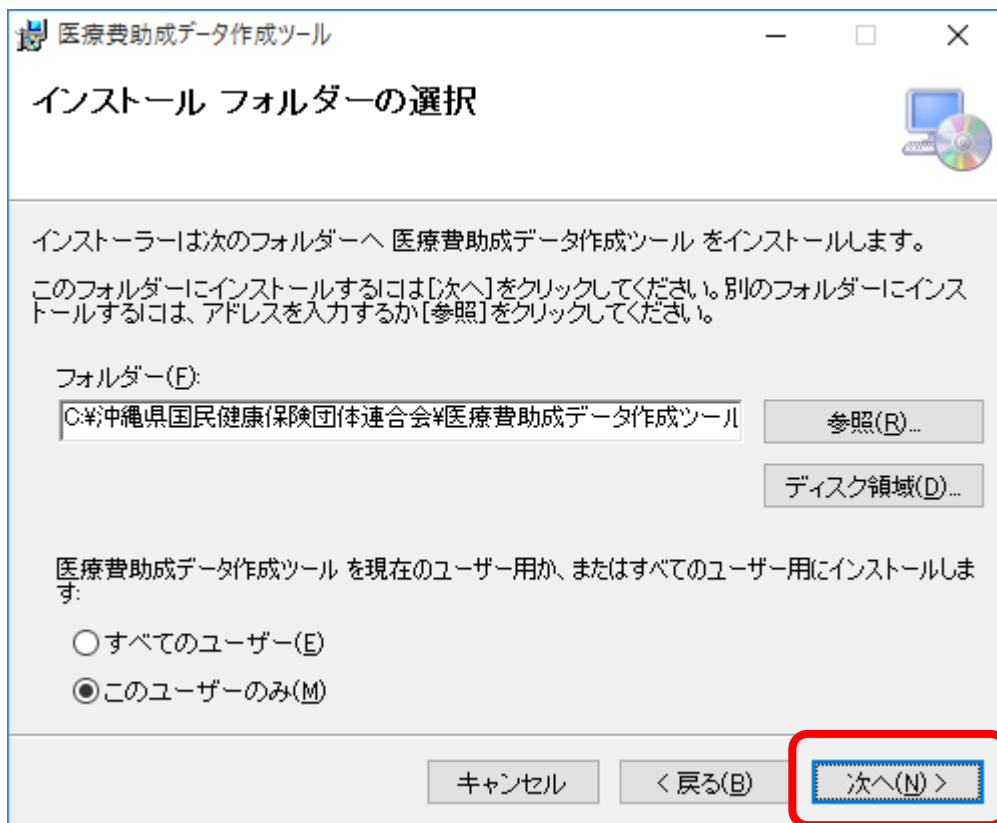 医療費助成データ作成ツール
インストール フォルダーの選択
インストーラーは次のフォルダーへ 医療費助成データ作成ツール をインストールします。
このフォルダーにインストールするには[次へ]をクリックしてください。別のフォルダーにインス
トールするには、アドレスを入力するか[参照]をクリックしてください。
フォルダー(F):
C:¥沖縄県国民健康保険団体連合会¥医療費助成データ作成ツール
参照(R)...
ディスク領域(D)...
医療費助成データ作成ツール を現在のユーザー用か、またはすべてのユーザー用にインストールしま
す:
すべてのユーザー(E)
このユーザーのみ(M)
キャンセル
< 戻る(B)
次へ(N) >